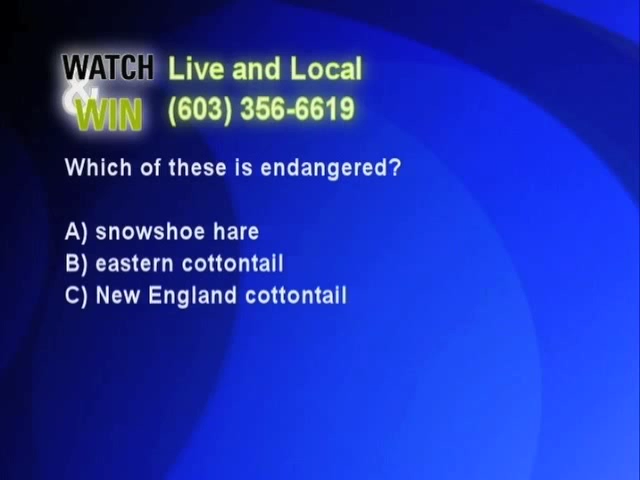 WATCH
&
WIN
Live and Local
(603) 356-6619
Which of these is endangered?
A) snowshoe hare
B) eastern cottontail
C) New England cottontail